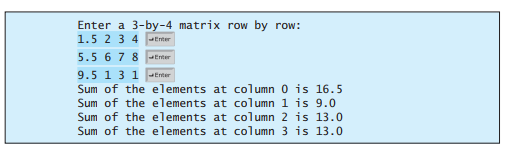 Enter a 3-by-4 matrix row by row:
1.5 2 3 4 ↵Enter
5.5 6 7 8 ↵Enter
9.5 1 3 1 ↵Enter
Sum of the elements at column 0 is 16.5
Sum of the elements at column 1 is 9.0
Sum of the elements at column 2 is 13.0
Sum of the elements at column 3 is 13.0